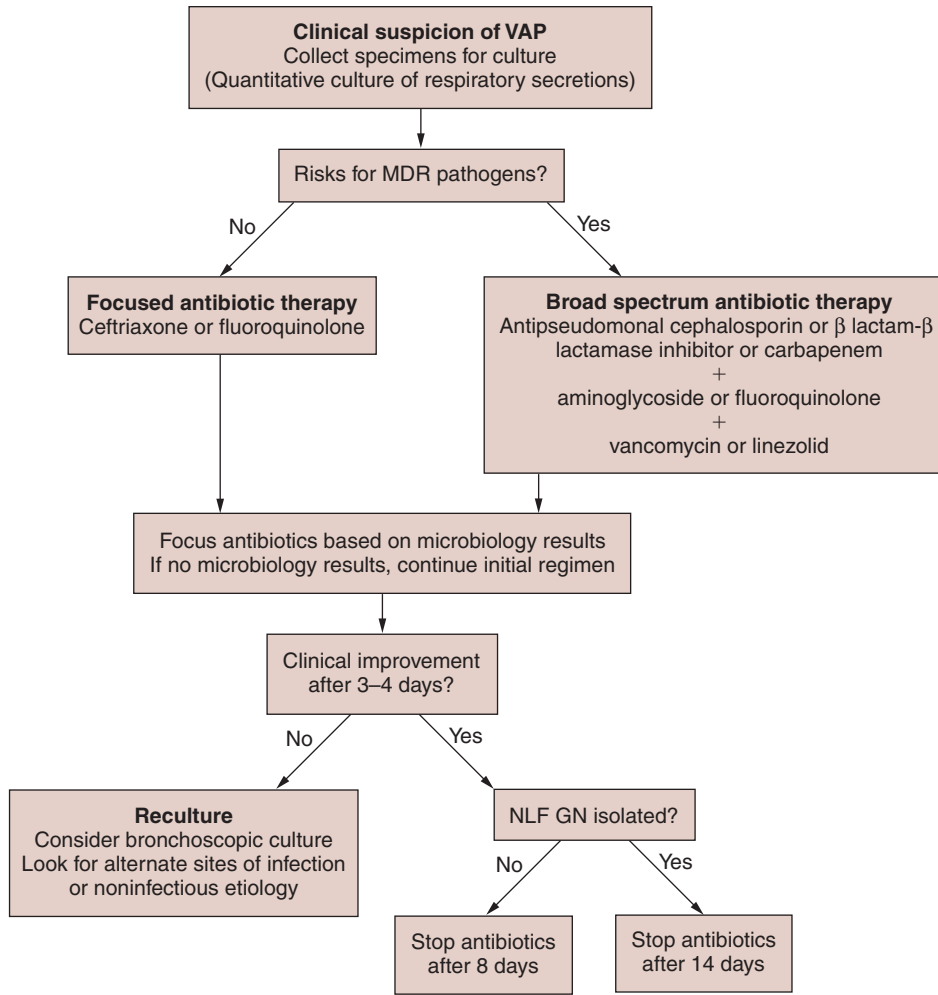 Clinical suspicion of VAP
Collect specimens for culture
(Quantitative culture of respiratory secretions)
Risks for MDR pathogens?
No
Yes
Focused antibiotic therapy
Ceftriaxone or fluoroquinolone
Broad spectrum antibiotic therapy
Antipseudomonal cephalosporin or β lactam-β
lactamase inhibitor or carbapenem
+
aminoglycoside or fluoroquinolone
+
vancomycin or linezolid
Focus antibiotics based on microbiology results
If no microbiology results, continue initial regimen
Clinical improvement
after 3–4 days?
No
Yes
Reculture
Consider bronchoscopic culture
Look for alternate sites of infection
or noninfectious etiology
NLF GN isolated?
No
Yes
Stop antibiotics
after 8 days
Stop antibiotics
after 14 days